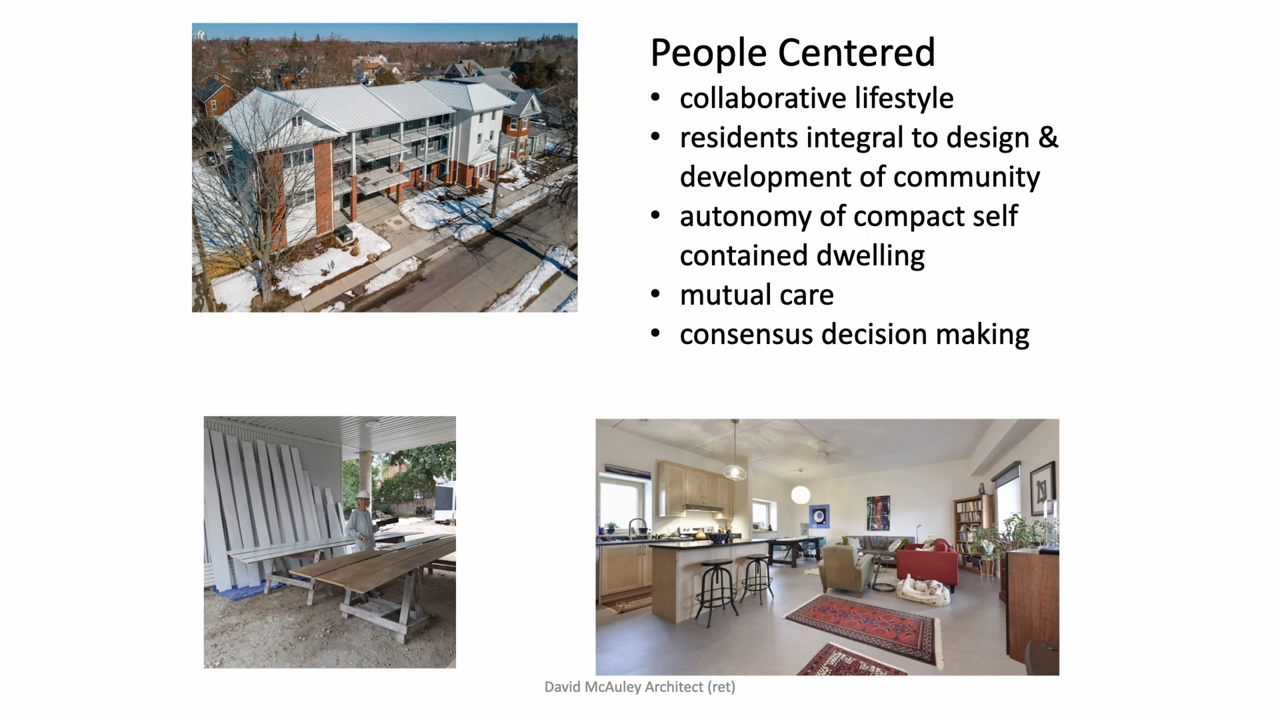 People Centered
• collaborative lifestyle
• residents integral to design &
development of community
• autonomy of compact self
contained dwelling
• mutual care
• consensus decision making
David McAuley Architect (ret)